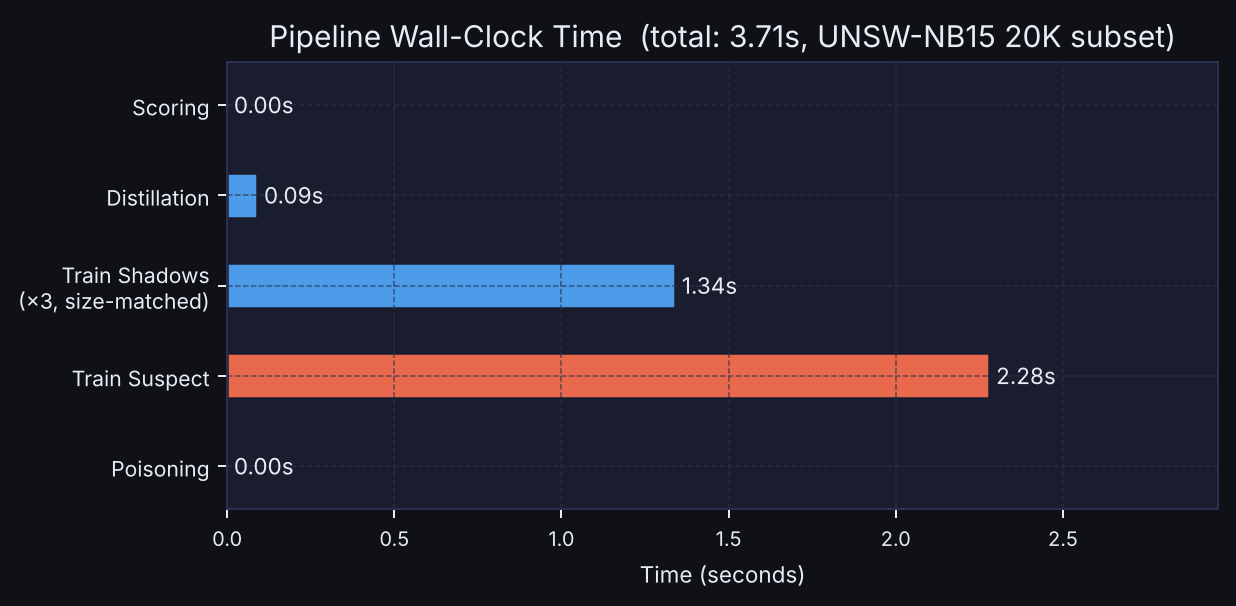 Pipeline Wall-Clock Time  (total: 3.71s, UNSW-NB15 20K subset)
Scoring
0.00s
Distillation
0.09s
Train Shadows
(×3, size-matched)
1.34s
Train Suspect
2.28s
Poisoning
0.00s
0.0
0.5
1.0
1.5
2.0
2.5
Time (seconds)